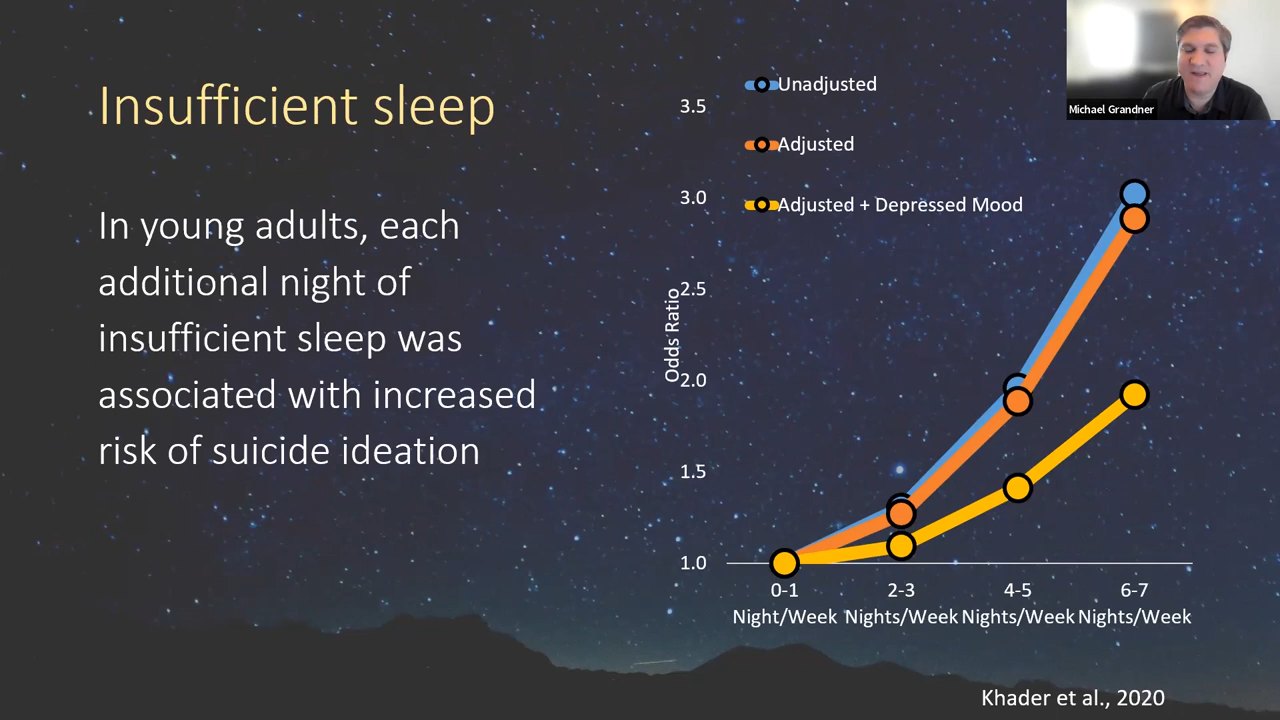 Insufficient sleep
In young adults, each
additional night of
insufficient sleep was
associated with increased
risk of suicide ideation
Unadjusted
Adjusted
Adjusted + Depressed Mood
Odds Ratio
3.5
3.0
2.5
2.0
1.5
1.0
0-1
Night/Week
2-3
Nights/Week
4-5
Nights/Week
6-7
Nights/Week
Khader et al., 2020
Michael Grandner